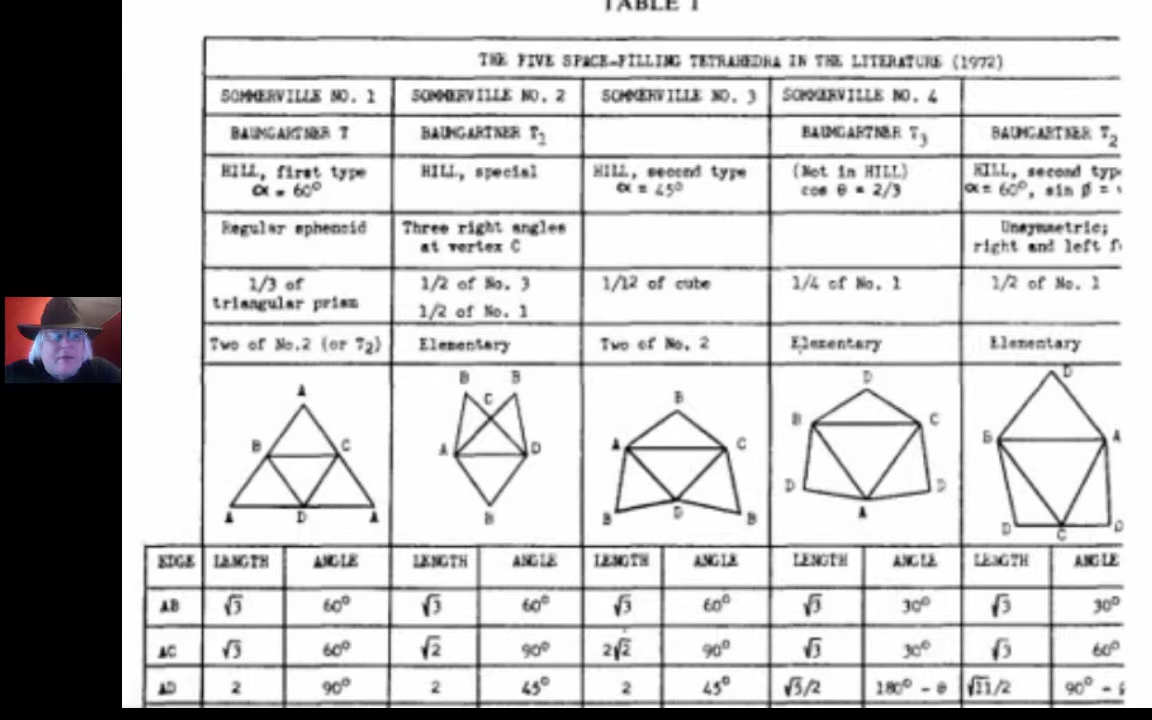 TABLE 1
THE FIVE SPACE-FILLING TETRAHEDRA IN THE LITERATURE (1972)
SOMMERVILLE NO. 1 SOMMERVILLE NO. 2 SOMMERVILLE NO. 3 SOMMERVILLE NO. 4
BAUMGARTNER T BAUMGARTNER T₁ BAUMGARTNER T₃ BAUMGARTNER T₂
HILL, first type HILL, special HILL, second type (Not in HILL) HILL, second typ
α = 60° α = 45° cos θ = 2/3 α = 60°, sin ϕ =
Regular sphenoid Three right angles Unsymmetric;
at vertex C right and left f
1/3 of 1/2 of No. 3 1/12 of cube 1/4 of No. 1 1/2 of No. 1
triangular prism 1/2 of No. 1
Two of No.2 (or T₂) Elementary Two of No. 2 Elementary Elementary
A B B C A D B
B C D A B D B
A D A
B A C B D B
D B C D A D
D B A D C D
EDGE LENGTH ANGLE LENGTH ANGLE LENGTH ANGLE LENGTH ANGLE LENGTH ANGLE
AB √3 60° √3 60° √3 60° √3 30° √3 30°
AC √3 60° √2 90° 2√2 90° √3 30° √3 60°
AD 2 90° 2 45° 2 45° √5/2 180° - θ √11/2 90° -